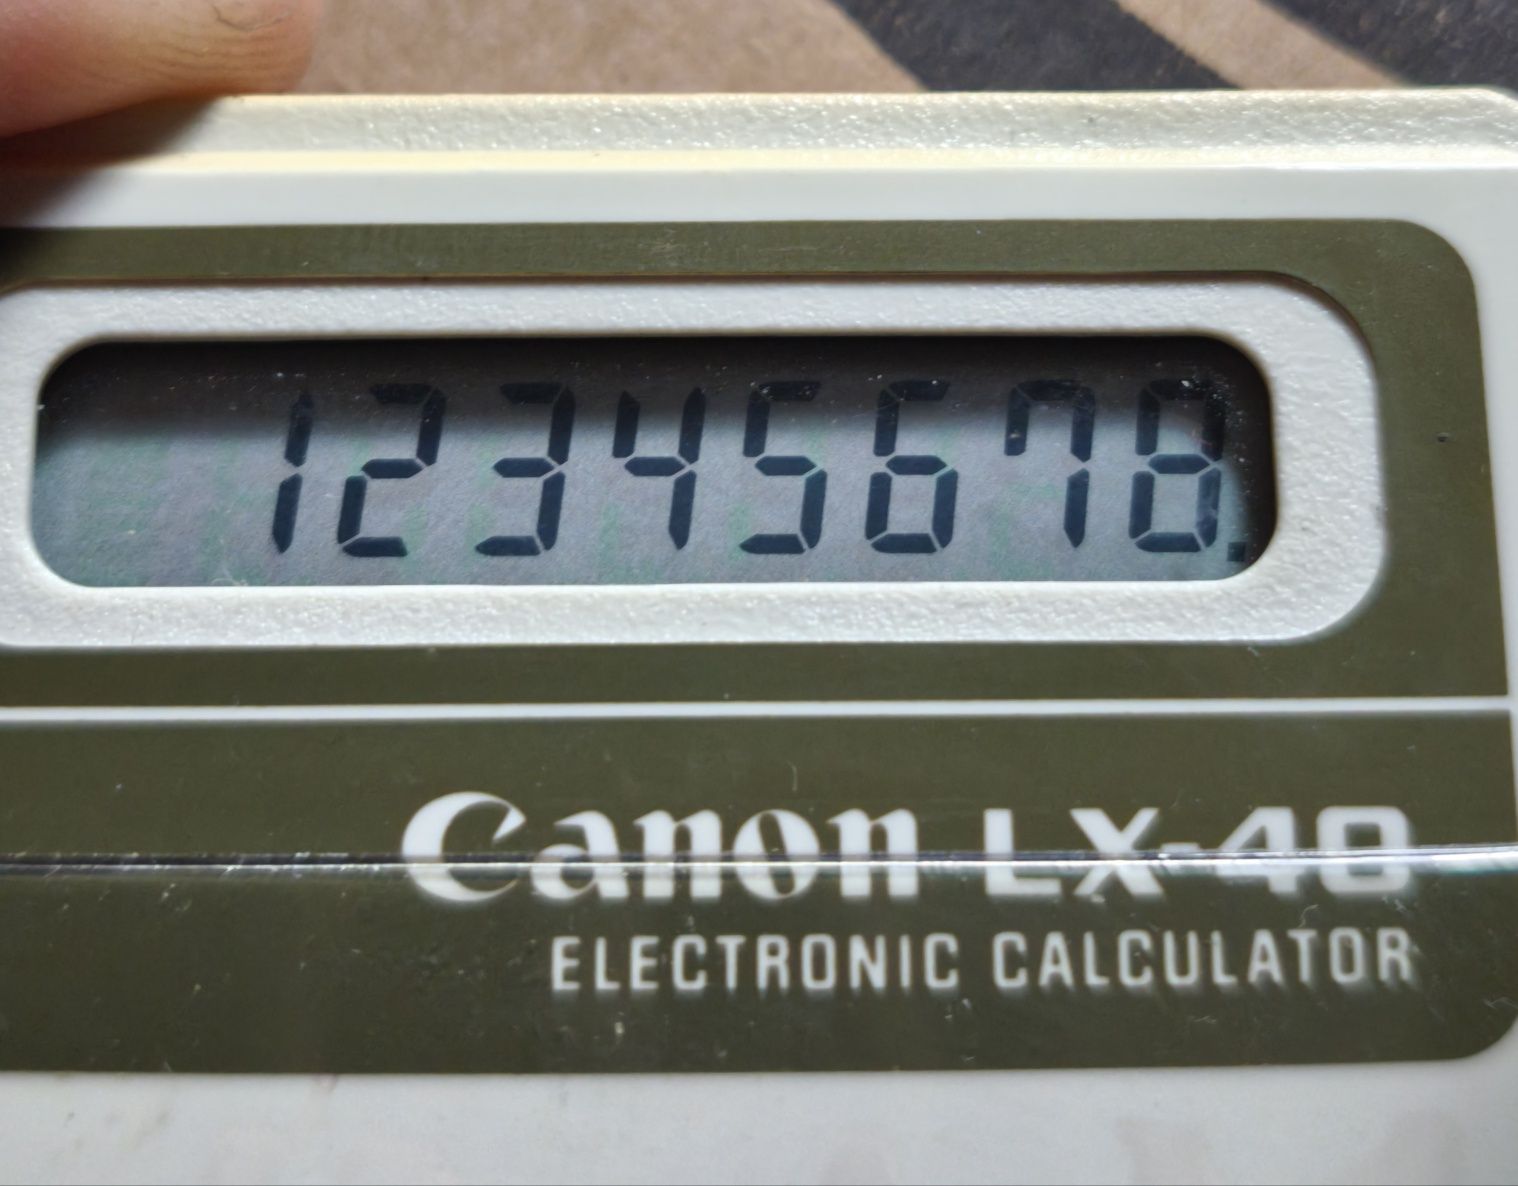 12345678.
Canon LX-40
ELECTRONIC CALCULATOR